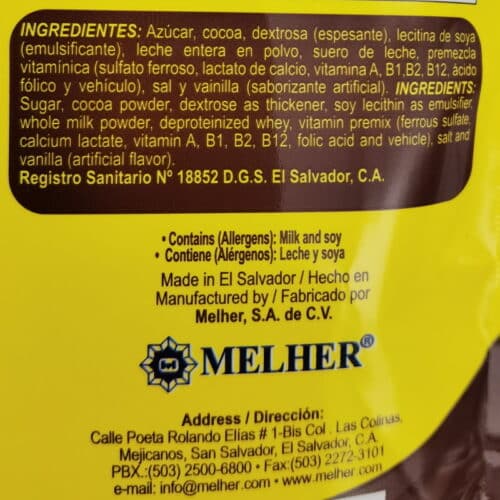 INGREDIENTES: Azúcar, cocoa, dextrosa (espesante), lecitina de soya
(emulsificante), leche entera en polvo, suero de leche, premezcla
vitamínica (sulfato ferroso, lactato de calcio, vitamina A, B1,B2,B12, ácido
fólico y vehículo), sal y vainilla (saborizante artificial). INGREDIENTS:
Sugar, cocoa powder, dextrose as thickener, soy lecithin as emulsifier,
whole milk powder, deproteinized whey, vitamin premix (ferrous sulfate,
calcium lactate, vitamin A, B1, B2, B12, folic acid and vehicle), salt and
vanilla (artificial flavor).
Registro Sanitario Nº 18852 D.G.S. El Salvador, C.A.
• Contains (Allergens): Milk and soy
• Contiene (Alérgenos): Leche y soya
Made in El Salvador / Hecho en
Manufactured by / Fabricado por
Melher, S.A. de C.V.
MELHER®
Address / Dirección:
Calle Poeta Rolando Elías # 1-Bis Col . Las Colinas,
Mejicanos, San Salvador, El Salvador, C.A.
PBX.:(503) 2500-6800 • Fax:(503) 2272-3101
e-mail: info@melher.com • www.melher.com